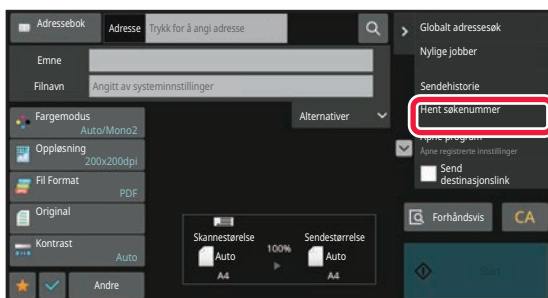 Adressebok
Adresse
Trykk for å angi adresse
Emne
Filnavn
Angitt av systeminnstillinger
Fargemodus
Auto/Mono2
Oppløsning
200x200dpi
Fil Format
PDF
Original
Kontrast
Auto
Andre
Alternativer
Skannestørelse
Auto
A4
100%
Sendestørrelse
Auto
A4
Globalt adressesøk
Nylige jobber
Sendehistorie
Hent søkenummer
Åpne program
Åpne registrerte innstillinger
Send
destinasjonslink
Forhåndsvis
CA
Start